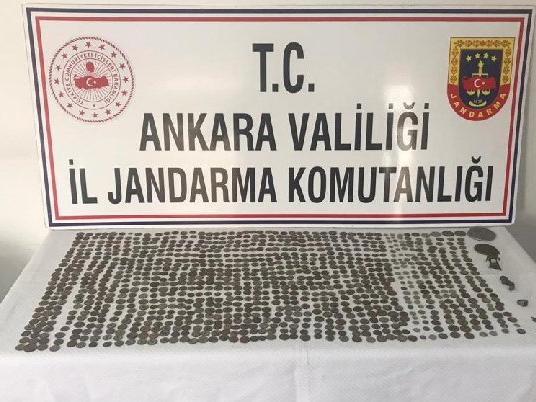 T.C.
ANKARA VALİLİĞİ
İL JANDARMA KOMUTANLIĞI
JANDARMA